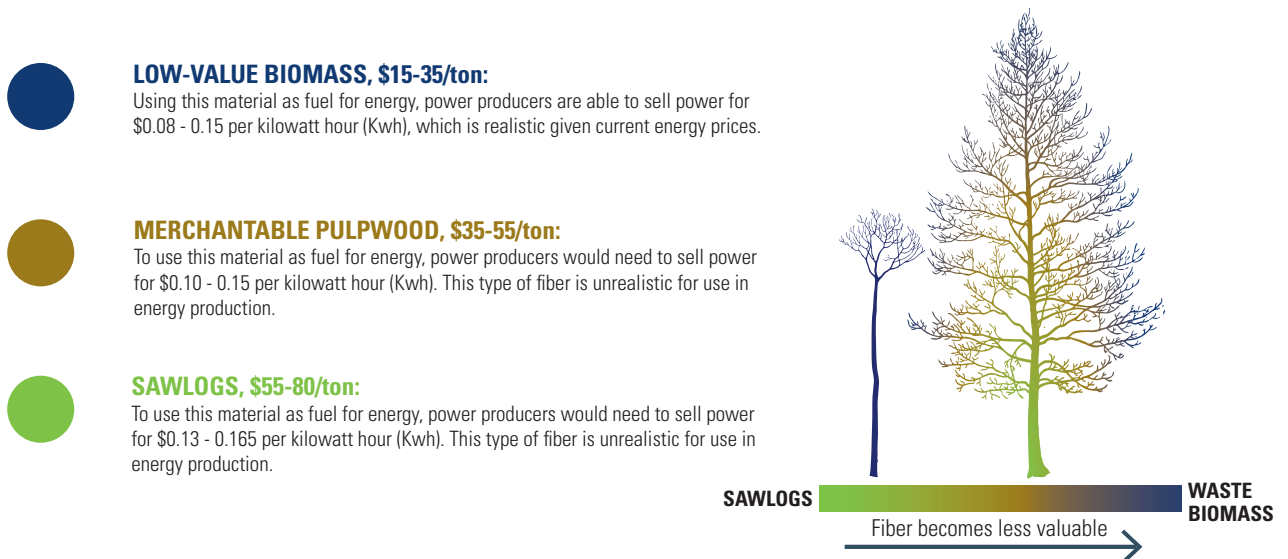 LOW-VALUE BIOMASS, $15-35/ton:
Using this material as fuel for energy, power producers are able to sell power for
$0.08 - 0.15 per kilowatt hour (Kwh), which is realistic given current energy prices.
MERCHANTABLE PULPWOOD, $35-55/ton:
To use this material as fuel for energy, power producers would need to sell power
for $0.10 - 0.15 per kilowatt hour (Kwh). This type of fiber is unrealistic for use in
energy production.
SAWLOGS, $55-80/ton:
To use this material as fuel for energy, power producers would need to sell power
for $0.13 - 0.165 per kilowatt hour (Kwh). This type of fiber is unrealistic for use in
energy production.
SAWLOGS
WASTE
BIOMASS
Fiber becomes less valuable